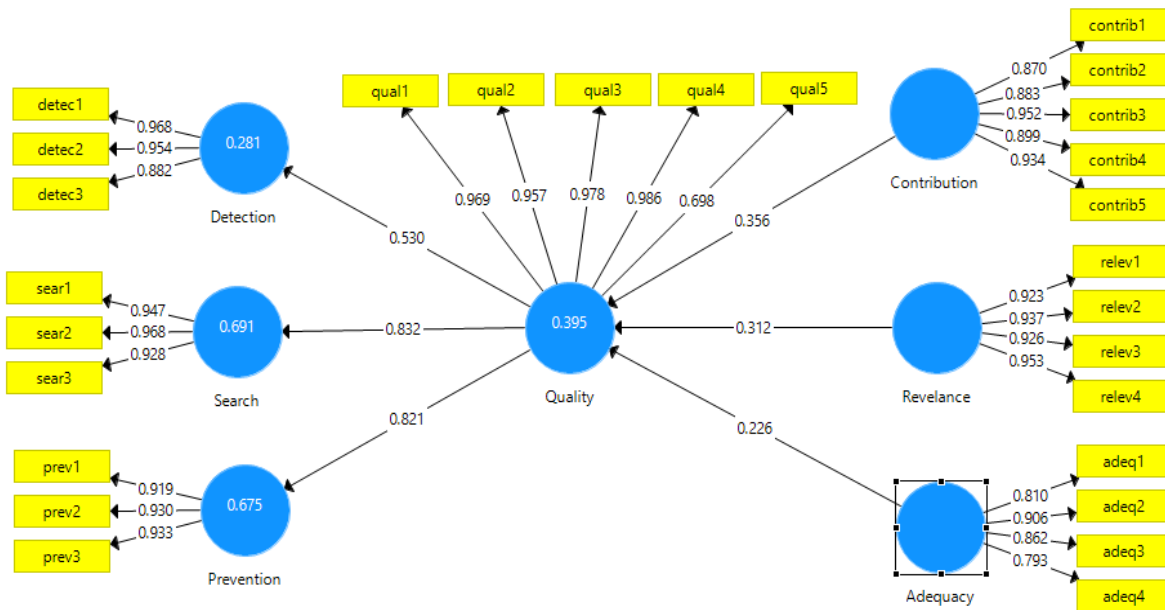 contrib1
0.870
contrib2
0.883
contrib3
0.952
contrib4
0.899
contrib5
0.934
Contribution
detec1
0.968
detec2
0.954
detec3
0.882
0.281
Detection
qual1
qual2
qual3
qual4
qual5
0.969
0.957
0.978
0.986
0.698
0.530
0.356
sear1
0.947
sear2
0.968
sear3
0.928
0.691
Search
0.832
0.395
Quality
0.312
relev1
0.923
relev2
0.937
relev3
0.926
relev4
0.953
Revelance
0.821
0.226
prev1
0.919
prev2
0.930
prev3
0.933
0.675
Prevention
adeq1
0.810
adeq2
0.906
adeq3
0.862
adeq4
0.793
Adequacy